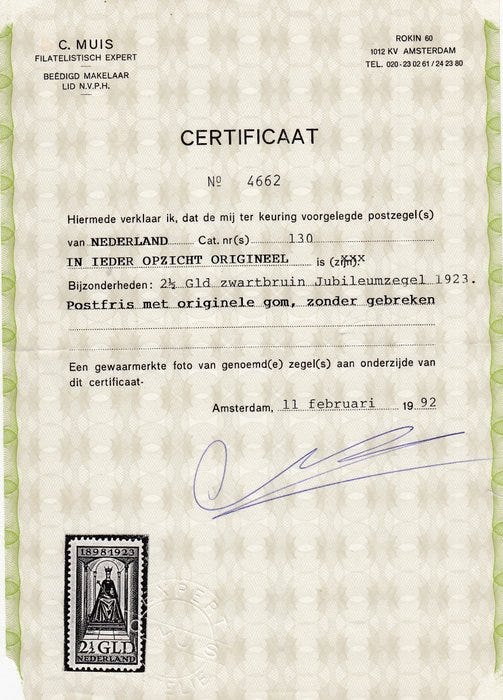 C. MUIS
FILATELISTISCH EXPERT
BEËDIGD MAKELAAR
LID N.V.P.H.
ROKIN 60
1012 KV AMSTERDAM
TEL. 020-23 02 61 / 24 23 80
CERTIFICAAT
Nº 4662
Hiermede verklaar ik, dat de mij ter keuring voorgelegde postzegel(s)
van NEDERLAND Cat. nr(s) 130
IN IEDER OPZICHT ORIGINEEL is (zijn).
Bijzonderheden: 2½ Gld zwartbruin Jubileumzegel 1923.
Postfris met originele gom, zonder gebreken
Een gewaarmerkte foto van genoemd(e) zegel(s) aan onderzijde van
dit certificaat-
Amsterdam, 11 februari 1992
1898 1923
2½ GLD
NEDERLAND